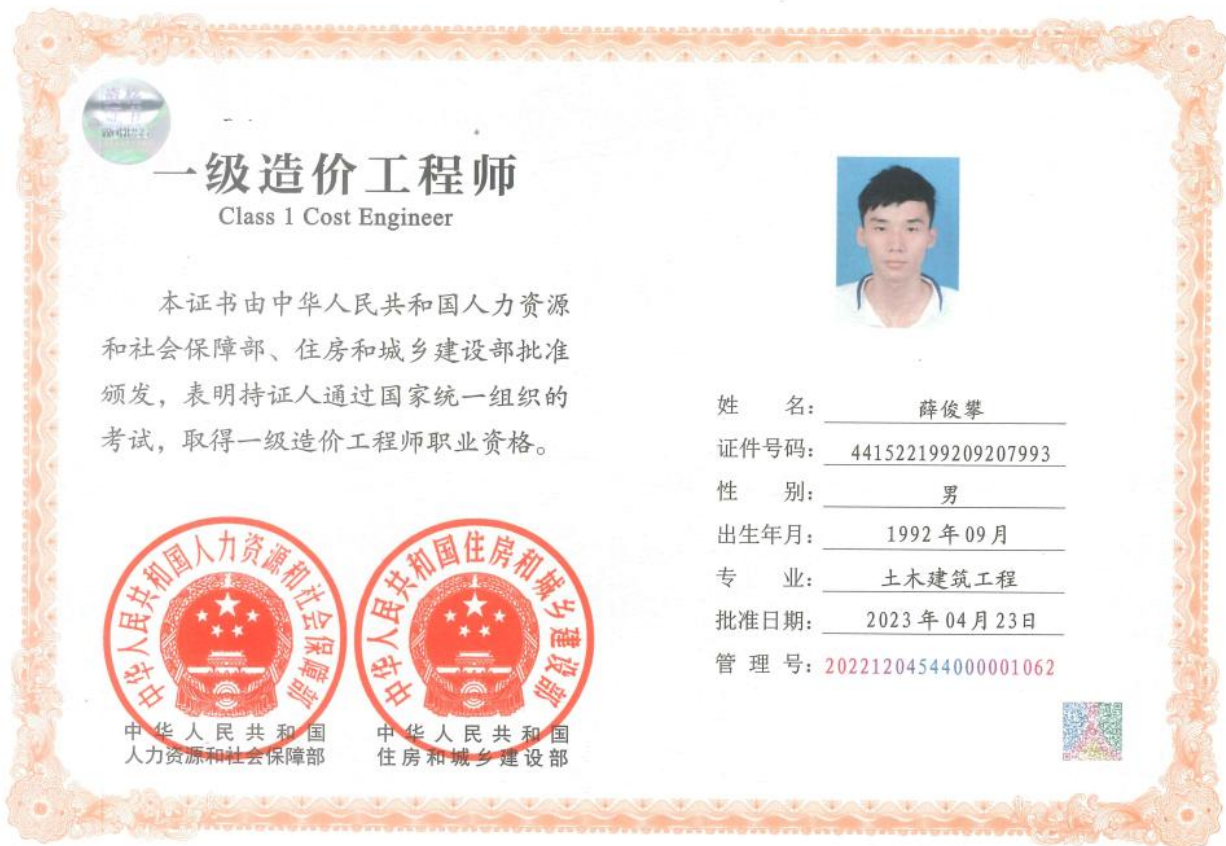 一级造价工程师
Class 1 Cost Engineer
本证书由中华人民共和国人力资源
和社会保障部、住房和城乡建设部批准
颁发，表明持证人通过国家统一组织的
考试，取得一级造价工程师职业资格。
中华人民共和国人力资源和社会保障部
中华人民共和国
人力资源和社会保障部
中华人民共和国住房和城乡建设部
中华人民共和国
住房和城乡建设部
姓 名： 薛俊攀
证件号码： 441522199209207993
性 别： 男
出生年月： 1992年09月
专 业： 土木建筑工程
批准日期： 2023年04月23日
管 理 号： 20221204544000001062